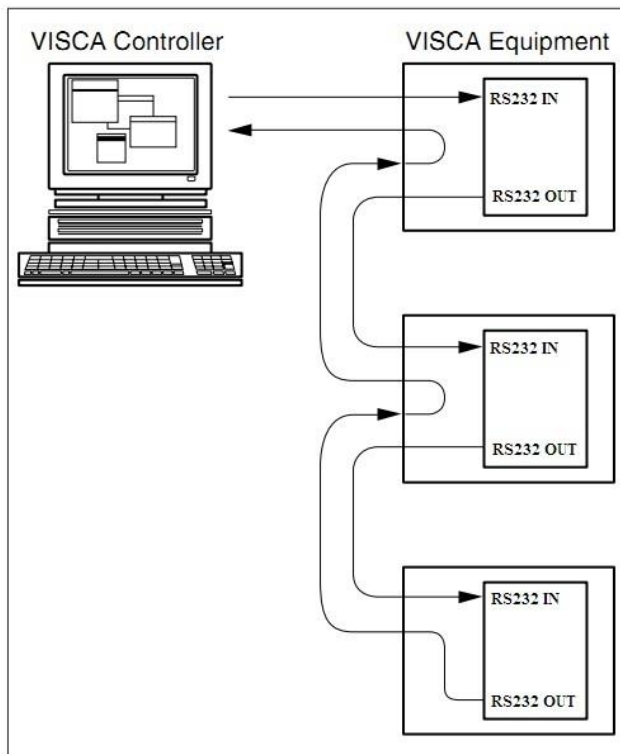 VISCA Controller
VISCA Equipment
RS232 IN
RS232 OUT
RS232 IN
RS232 OUT
RS232 IN
RS232 OUT